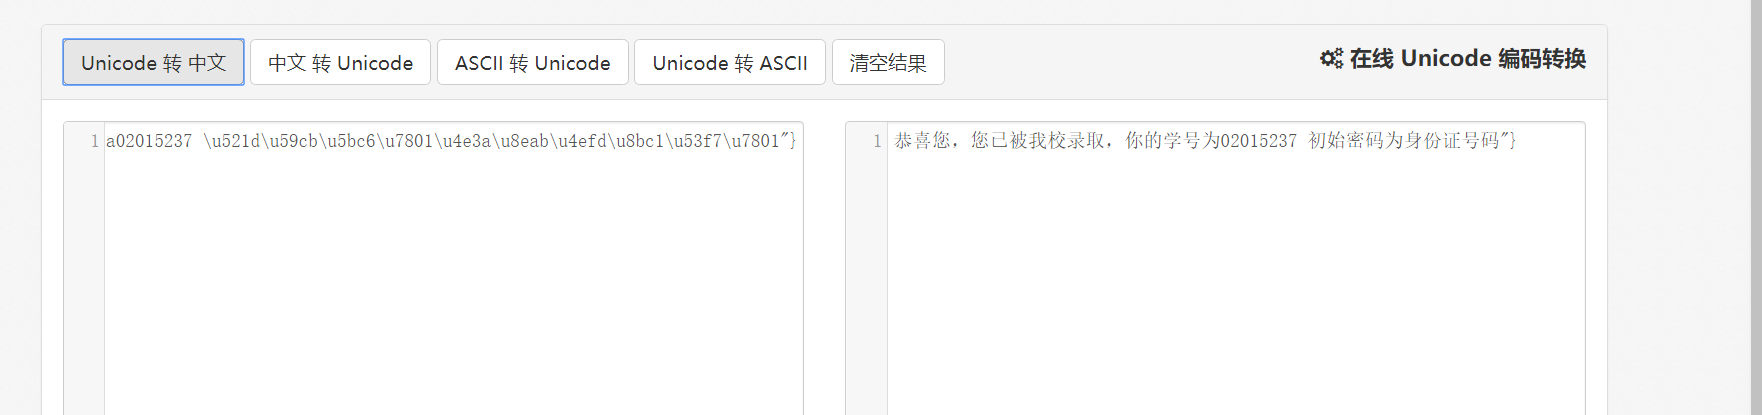 Unicode 转 中文 中文 转 Unicode ASCII 转 Unicode Unicode 转 ASCII 清空结果 在线 Unicode 编码转换
1 a02015237 \u521d\u59cb\u5bc6\u7801\u4e3a\u8eab\u4efd\u8bc1\u53f7\u7801"}
1 恭喜您，您已被我校录取，你的学号为02015237 初始密码为身份证号码"}